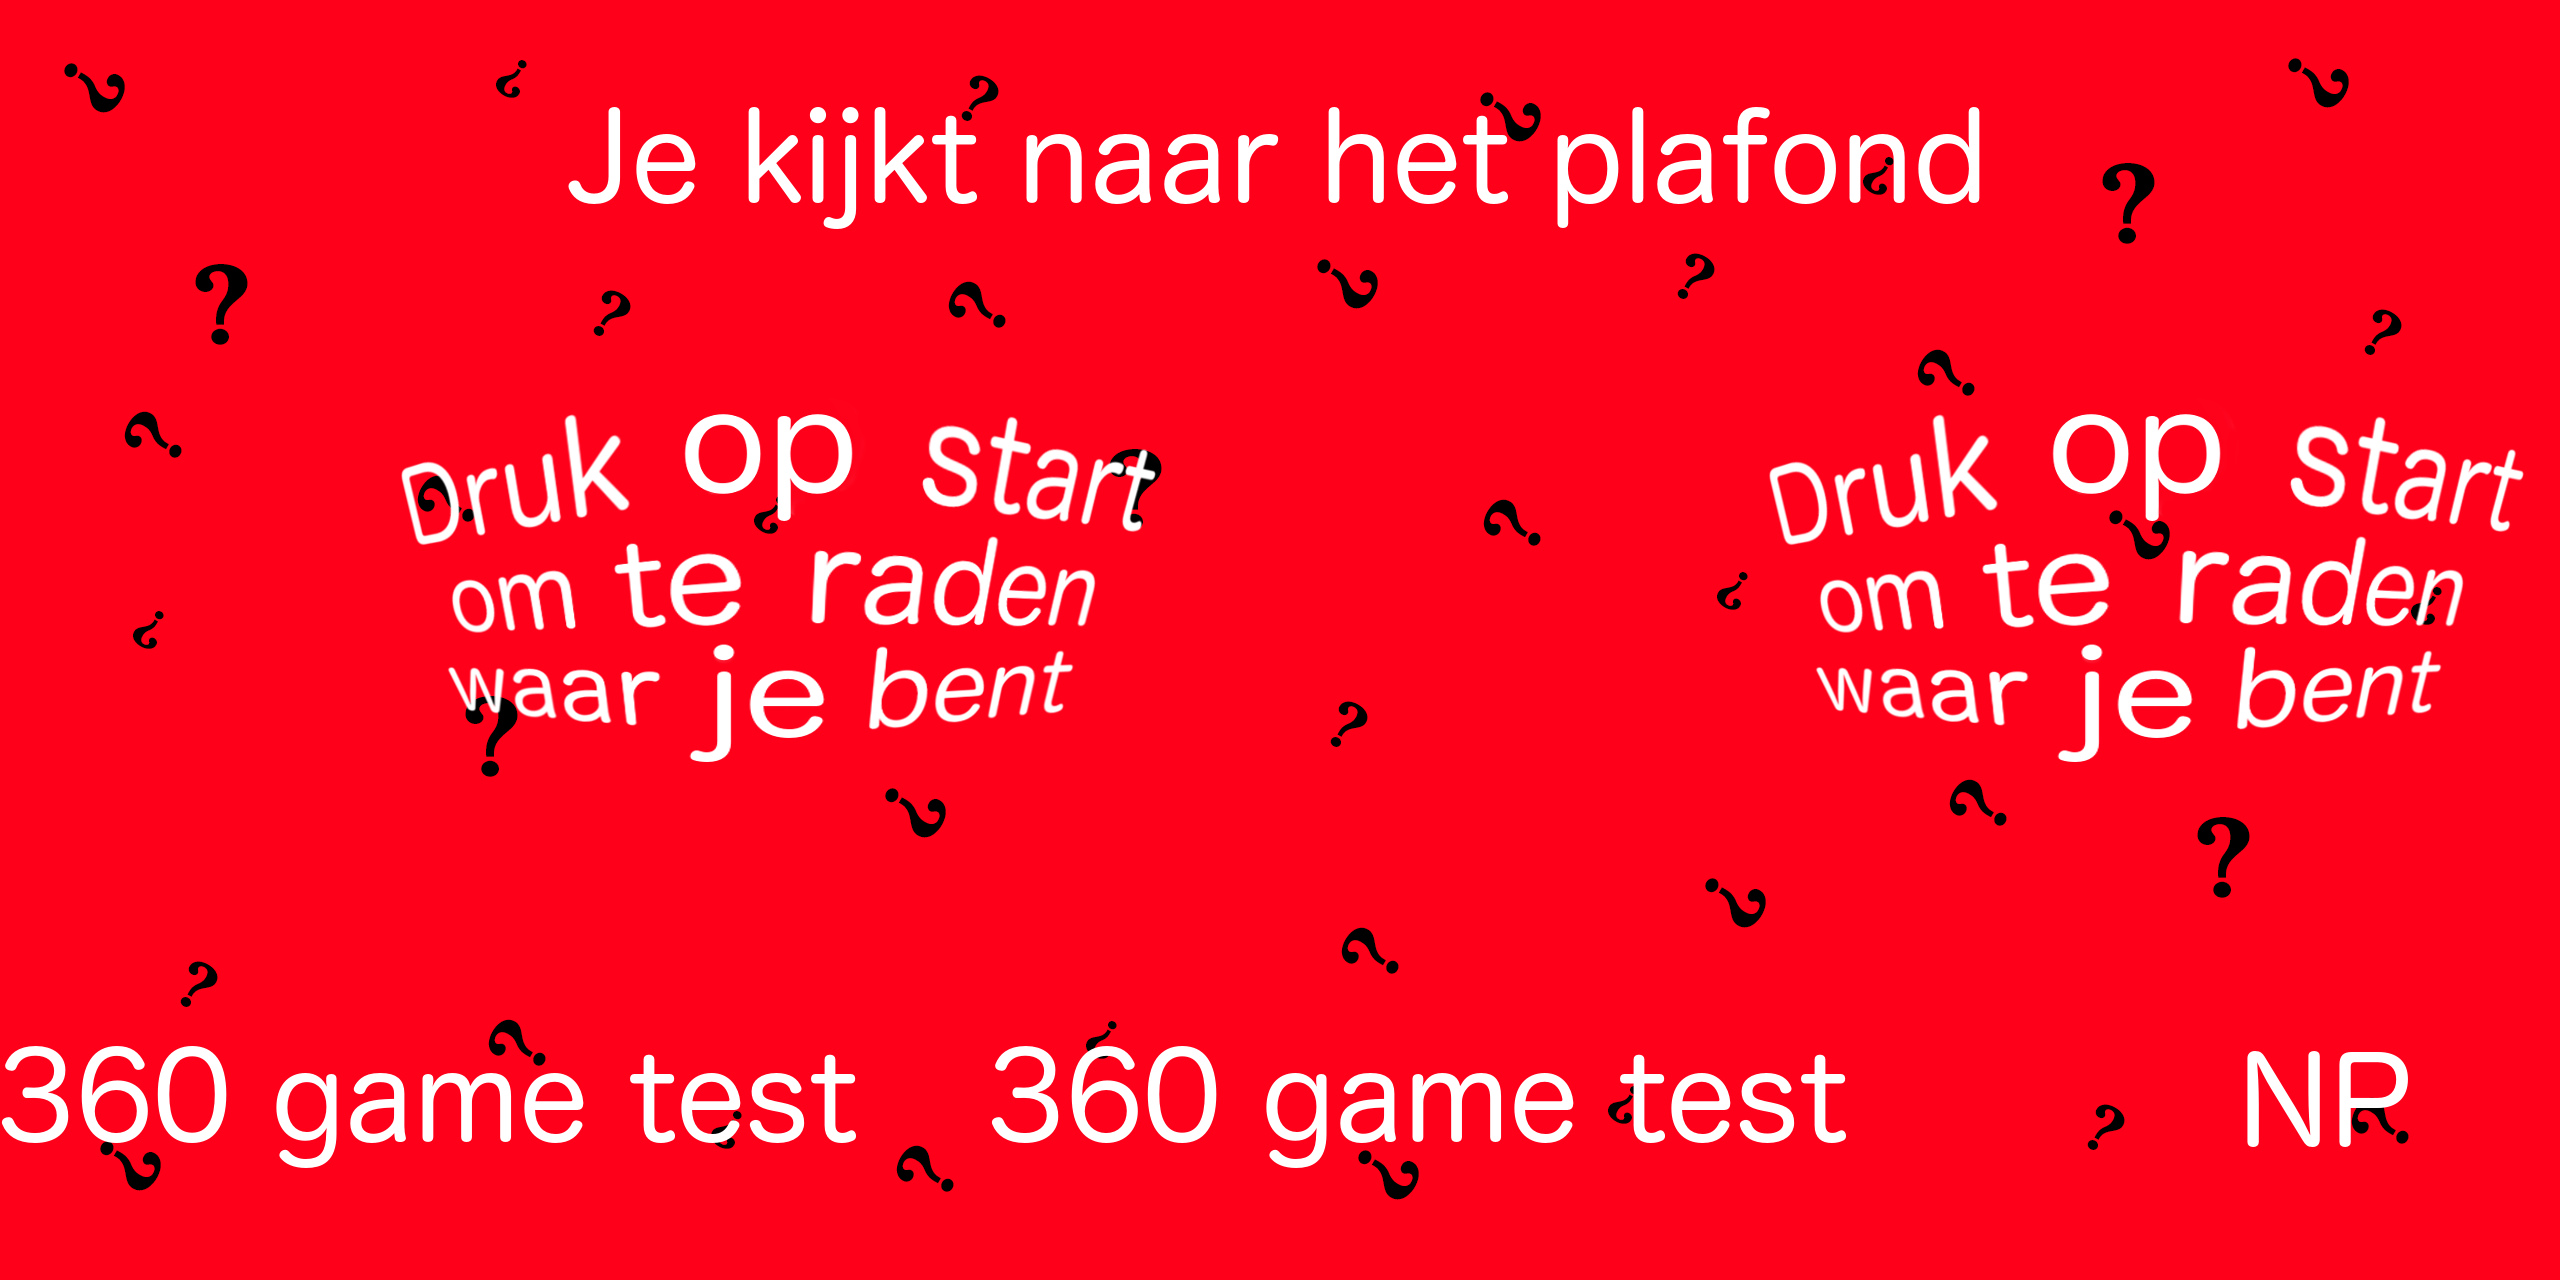 Je kijkt naar het plafond
Druk op start
om te raden
waar je bent
Druk op start
om te raden
waar je bent
360 game test
360 game test
NP